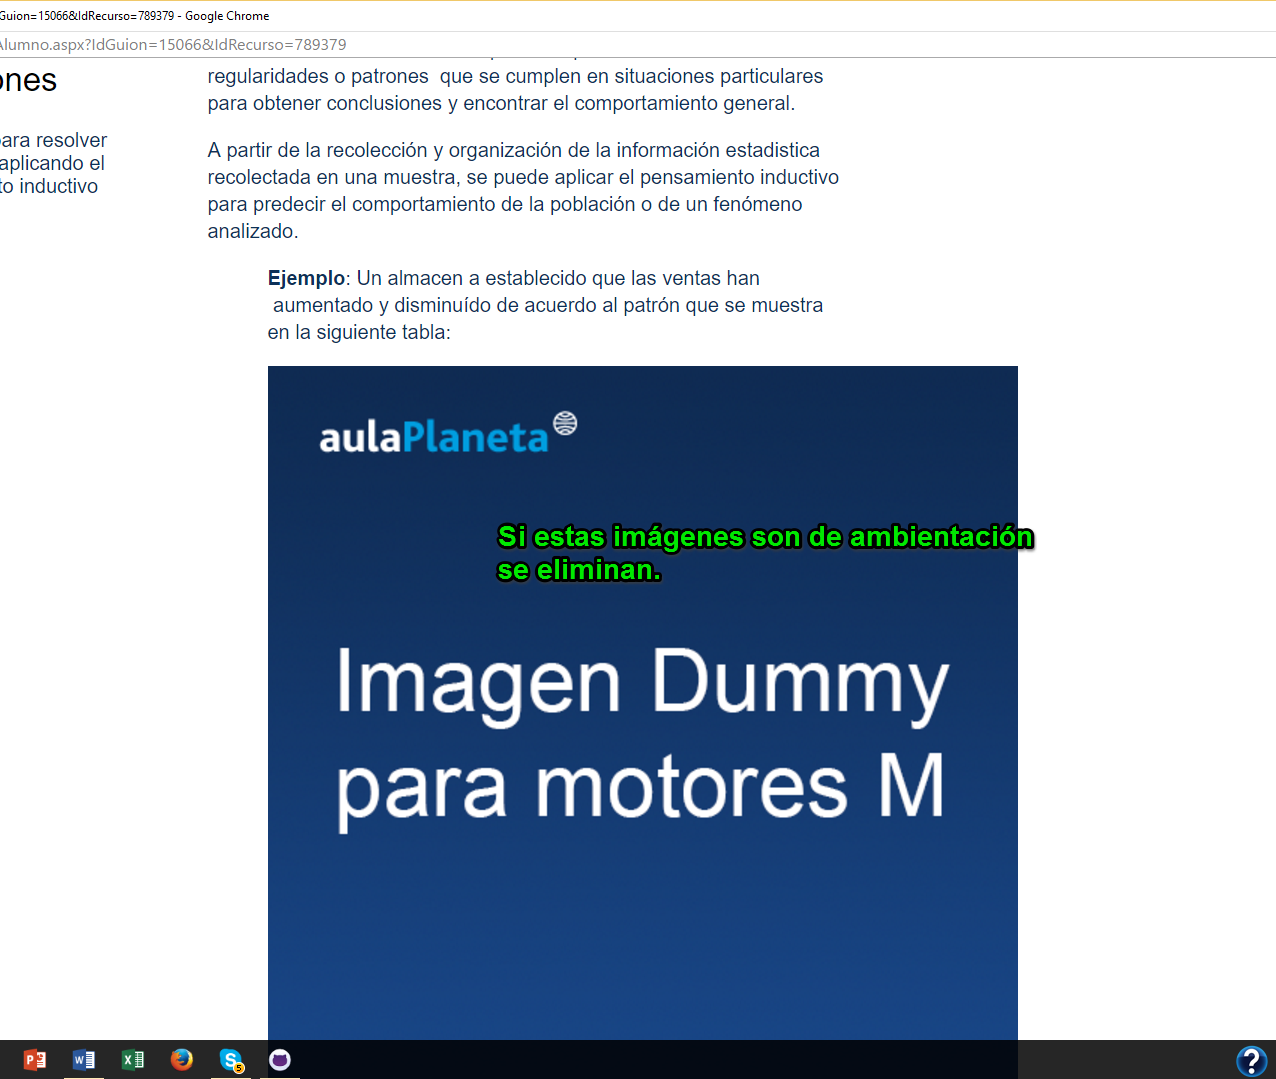 Guion=15066&IdRecurso=789379 - Google Chrome
Alumno.aspx?IdGuion=15066&IdRecurso=789379
ones
para resolver
aplicando el
to inductivo
regularidades o patrones  que se cumplen en situaciones particulares
para obtener conclusiones y encontrar el comportamiento general.
A partir de la recolección y organización de la información estadistica
recolectada en una muestra, se puede aplicar el pensamiento inductivo
para predecir el comportamiento de la población o de un fenómeno
analizado.
Ejemplo: Un almacen a establecido que las ventas han
aumentado y disminuído de acuerdo al patrón que se muestra
en la siguiente tabla:
aulaPlaneta
Si estas imágenes son de ambientación
se eliminan.
Imagen Dummy
para motores M
5